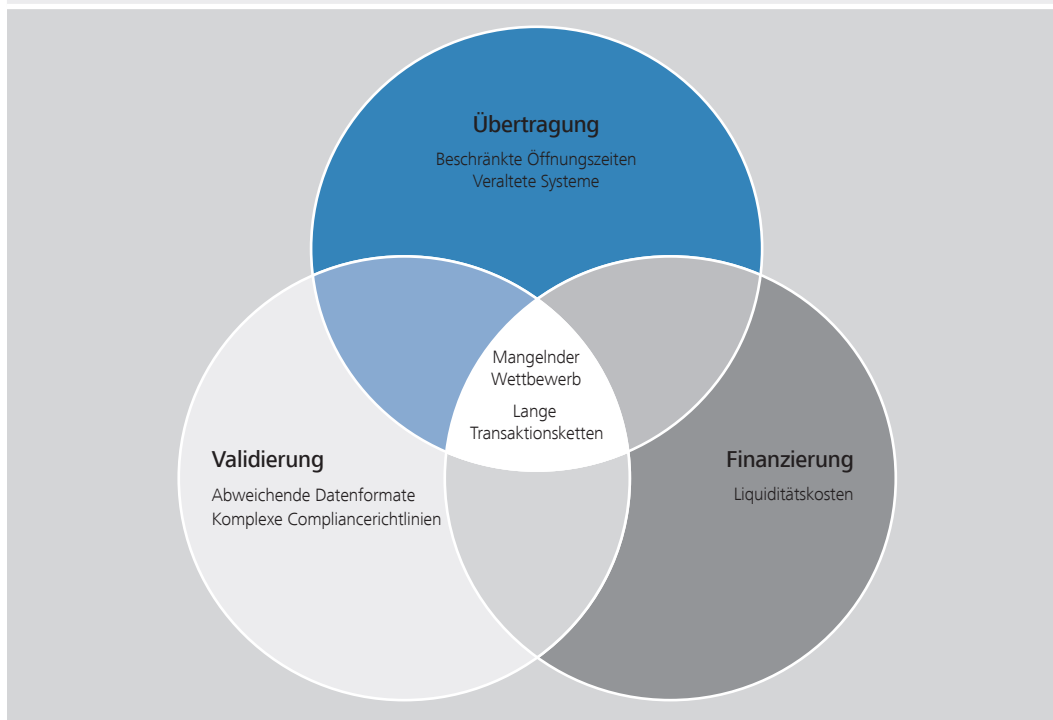 Übertragung
Beschränkte Öffnungszeiten
Veraltete Systeme
Mangelnder
Wettbewerb
Lange
Transaktionsketten
Validierung
Abweichende Datenformate
Komplexe Compliancerichtlinien
Finanzierung
Liquiditätskosten